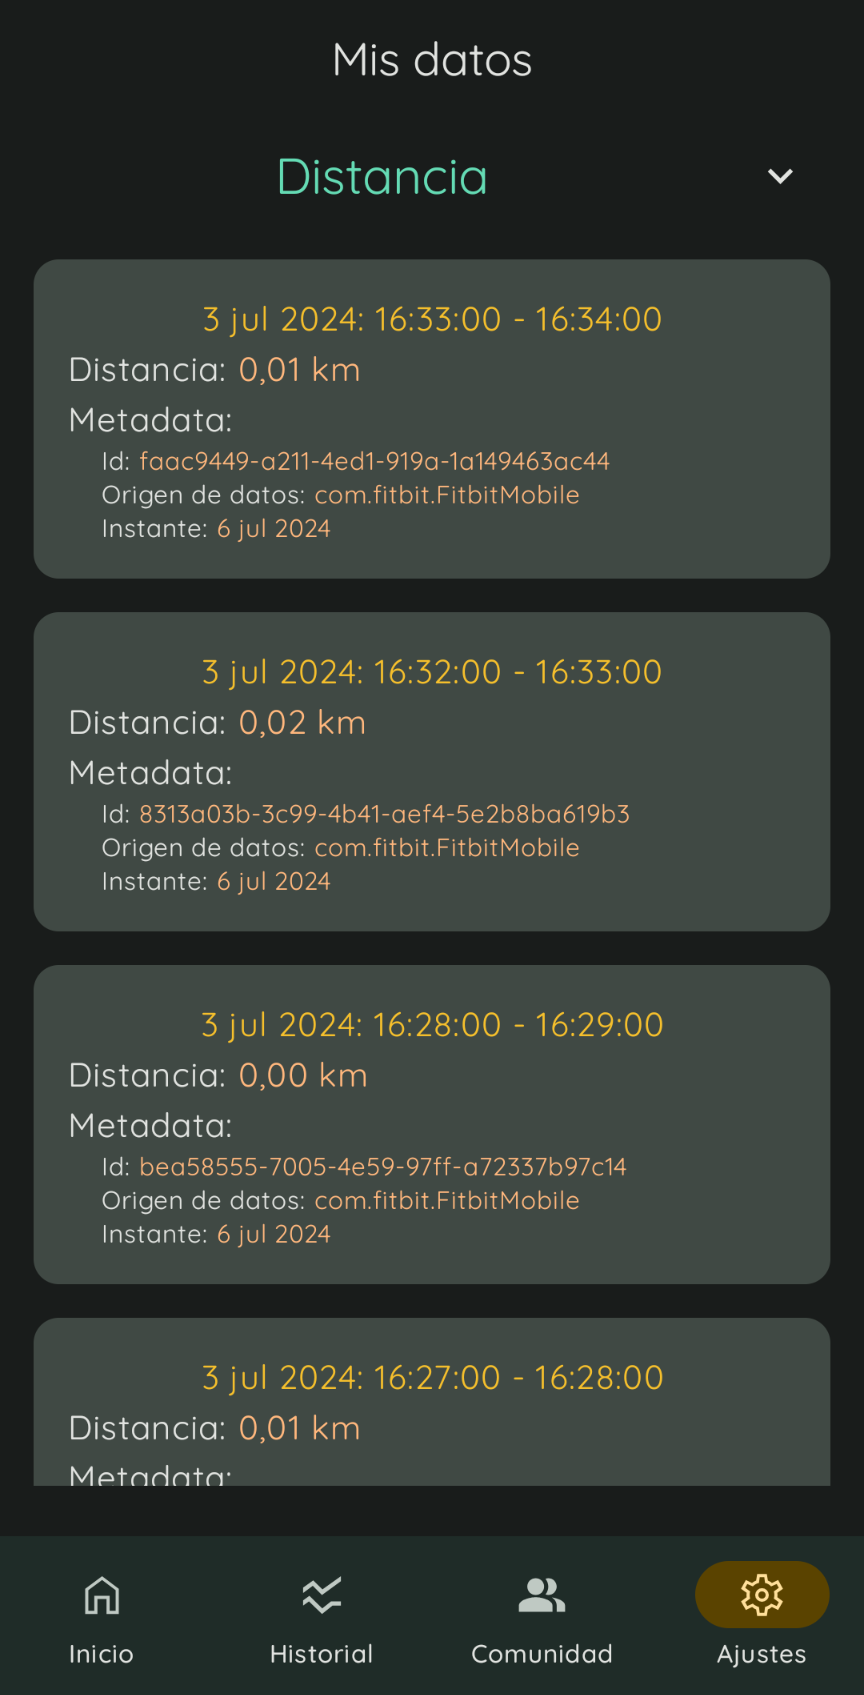 Mis datos
Distancia
3 jul 2024: 16:33:00 - 16:34:00
Distancia: 0,01 km
Metadata:
Id: faac9449-a211-4ed1-919a-1a149463ac44
Origen de datos: com.fitbit.FitbitMobile
Instante: 6 jul 2024
3 jul 2024: 16:32:00 - 16:33:00
Distancia: 0,02 km
Metadata:
Id: 8313a03b-3c99-4b41-aef4-5e2b8ba619b3
Origen de datos: com.fitbit.FitbitMobile
Instante: 6 jul 2024
3 jul 2024: 16:28:00 - 16:29:00
Distancia: 0,00 km
Metadata:
Id: bea58555-7005-4e59-97ff-a72337b97c14
Origen de datos: com.fitbit.FitbitMobile
Instante: 6 jul 2024
3 jul 2024: 16:27:00 - 16:28:00
Distancia: 0,01 km
Metadata:
Inicio
Historial
Comunidad
Ajustes